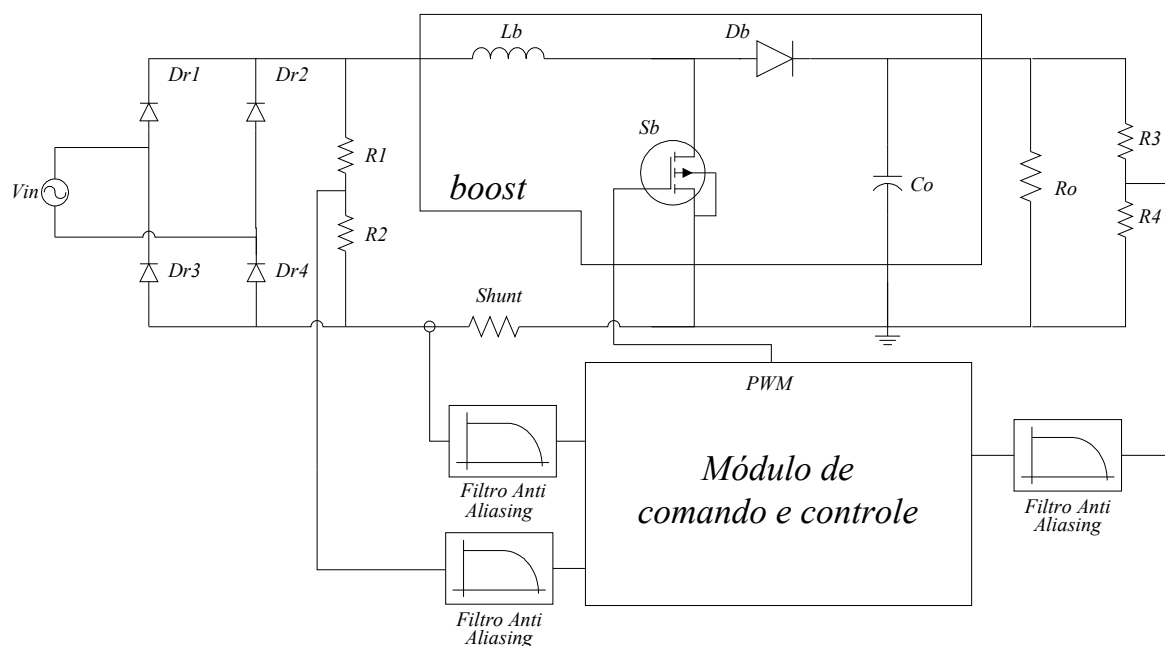 Lb
Db
Dr1
Dr2
Sb
R1
R3
Vin
boost
Co
Ro
R2
R4
Dr3
Dr4
Shunt
PWM
Módulo de
comando e controle
Filtro Anti
Aliasing
Filtro Anti
Aliasing
Filtro Anti
Aliasing